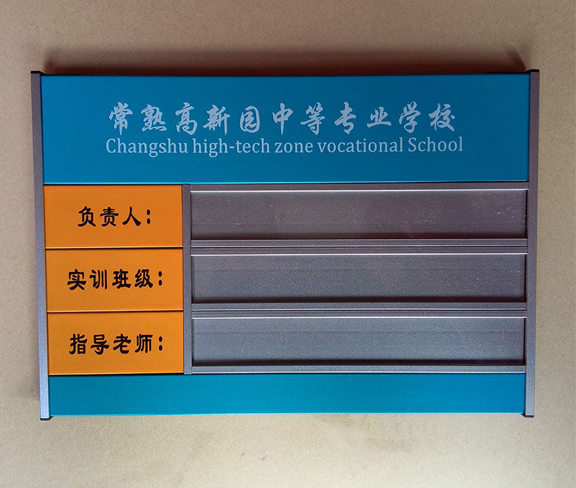 常熟高新园中等专业学校
Changshu high-tech zone vocational School
负责人：
实训班级：
指导老师：